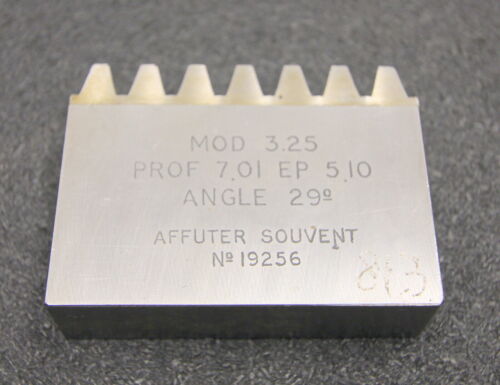 MOD 3.25
PROF 7.01 EP 5.10
ANGLE 29º
AFFUTER SOUVENT
Nº 19256